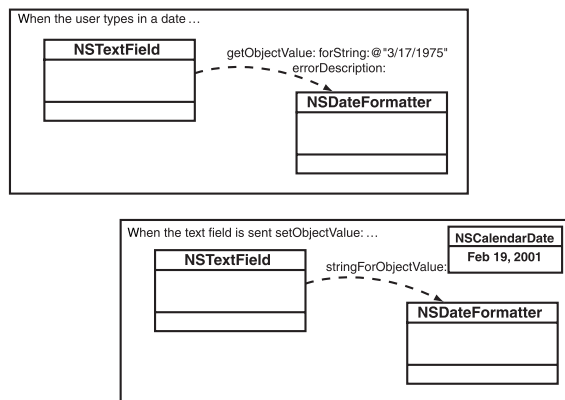 When the user types in a date ...
NSTextField
getObjectValue: forString: @"3/17/1975"
errorDescription:
NSDateFormatter
When the text field is sent setObjectValue: ...
NSCalendarDate
Feb 19, 2001
NSTextField
stringForObjectValue:
NSDateFormatter